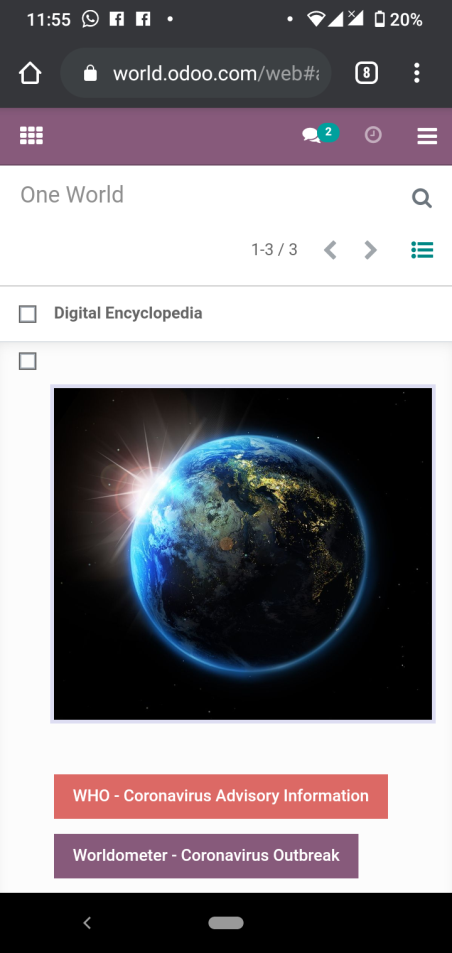 11:55
20%
world.odoo.com/web#a
8
2
One World
1-3 / 3
Digital Encyclopedia
WHO - Coronavirus Advisory Information
Worldometer - Coronavirus Outbreak